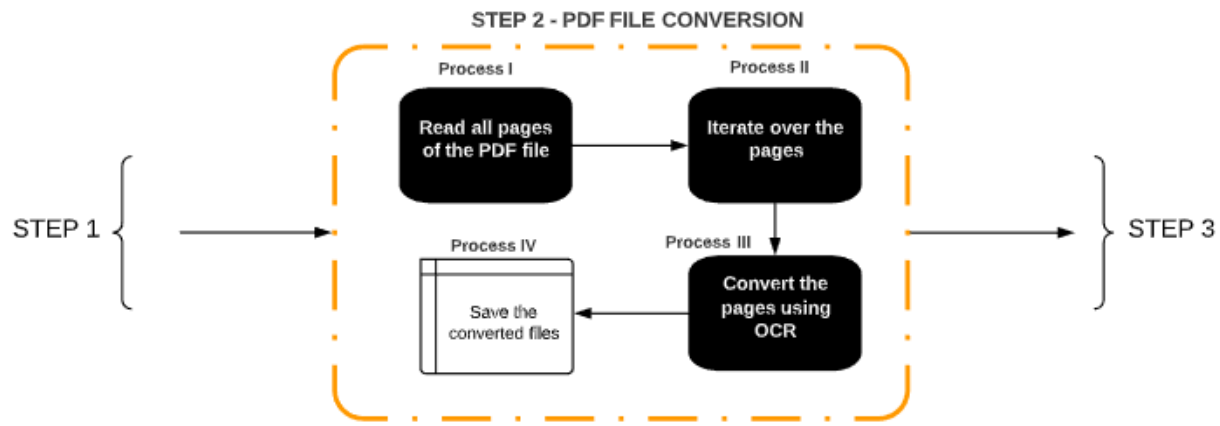 STEP 2 - PDF FILE CONVERSION
Process I
Read all pages
of the PDF file
Process II
Iterate over the
pages
STEP 1
STEP 3
Process III
Convert the
pages using
OCR
Process IV
Save the
converted files